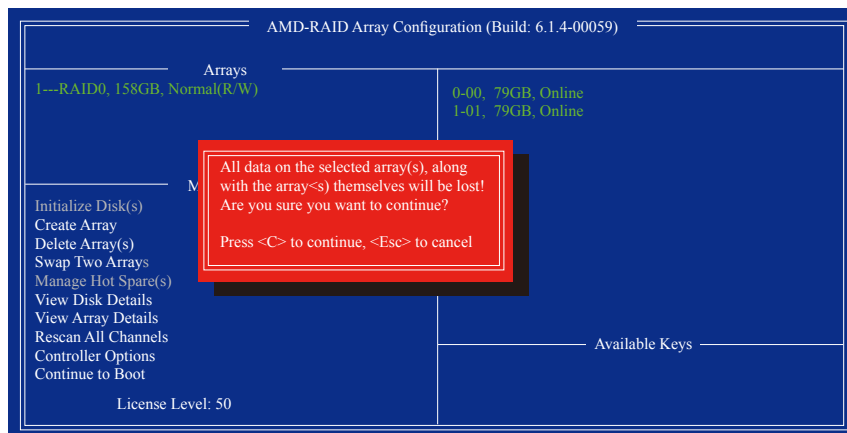 AMD-RAID Array Configuration (Build: 6.1.4-00059)
Arrays
1---RAID0, 158GB, Normal(R/W)
0-00, 79GB, Online
1-01, 79GB, Online
M
All data on the selected array(s), along
with the array<s) themselves will be lost!
Are you sure you want to continue?
Press <C> to continue, <Esc> to cancel
Initialize Disk(s)
Create Array
Delete Array(s)
Swap Two Arrays
Manage Hot Spare(s)
View Disk Details
View Array Details
Rescan All Channels
Controller Options
Continue to Boot
License Level: 50
Available Keys